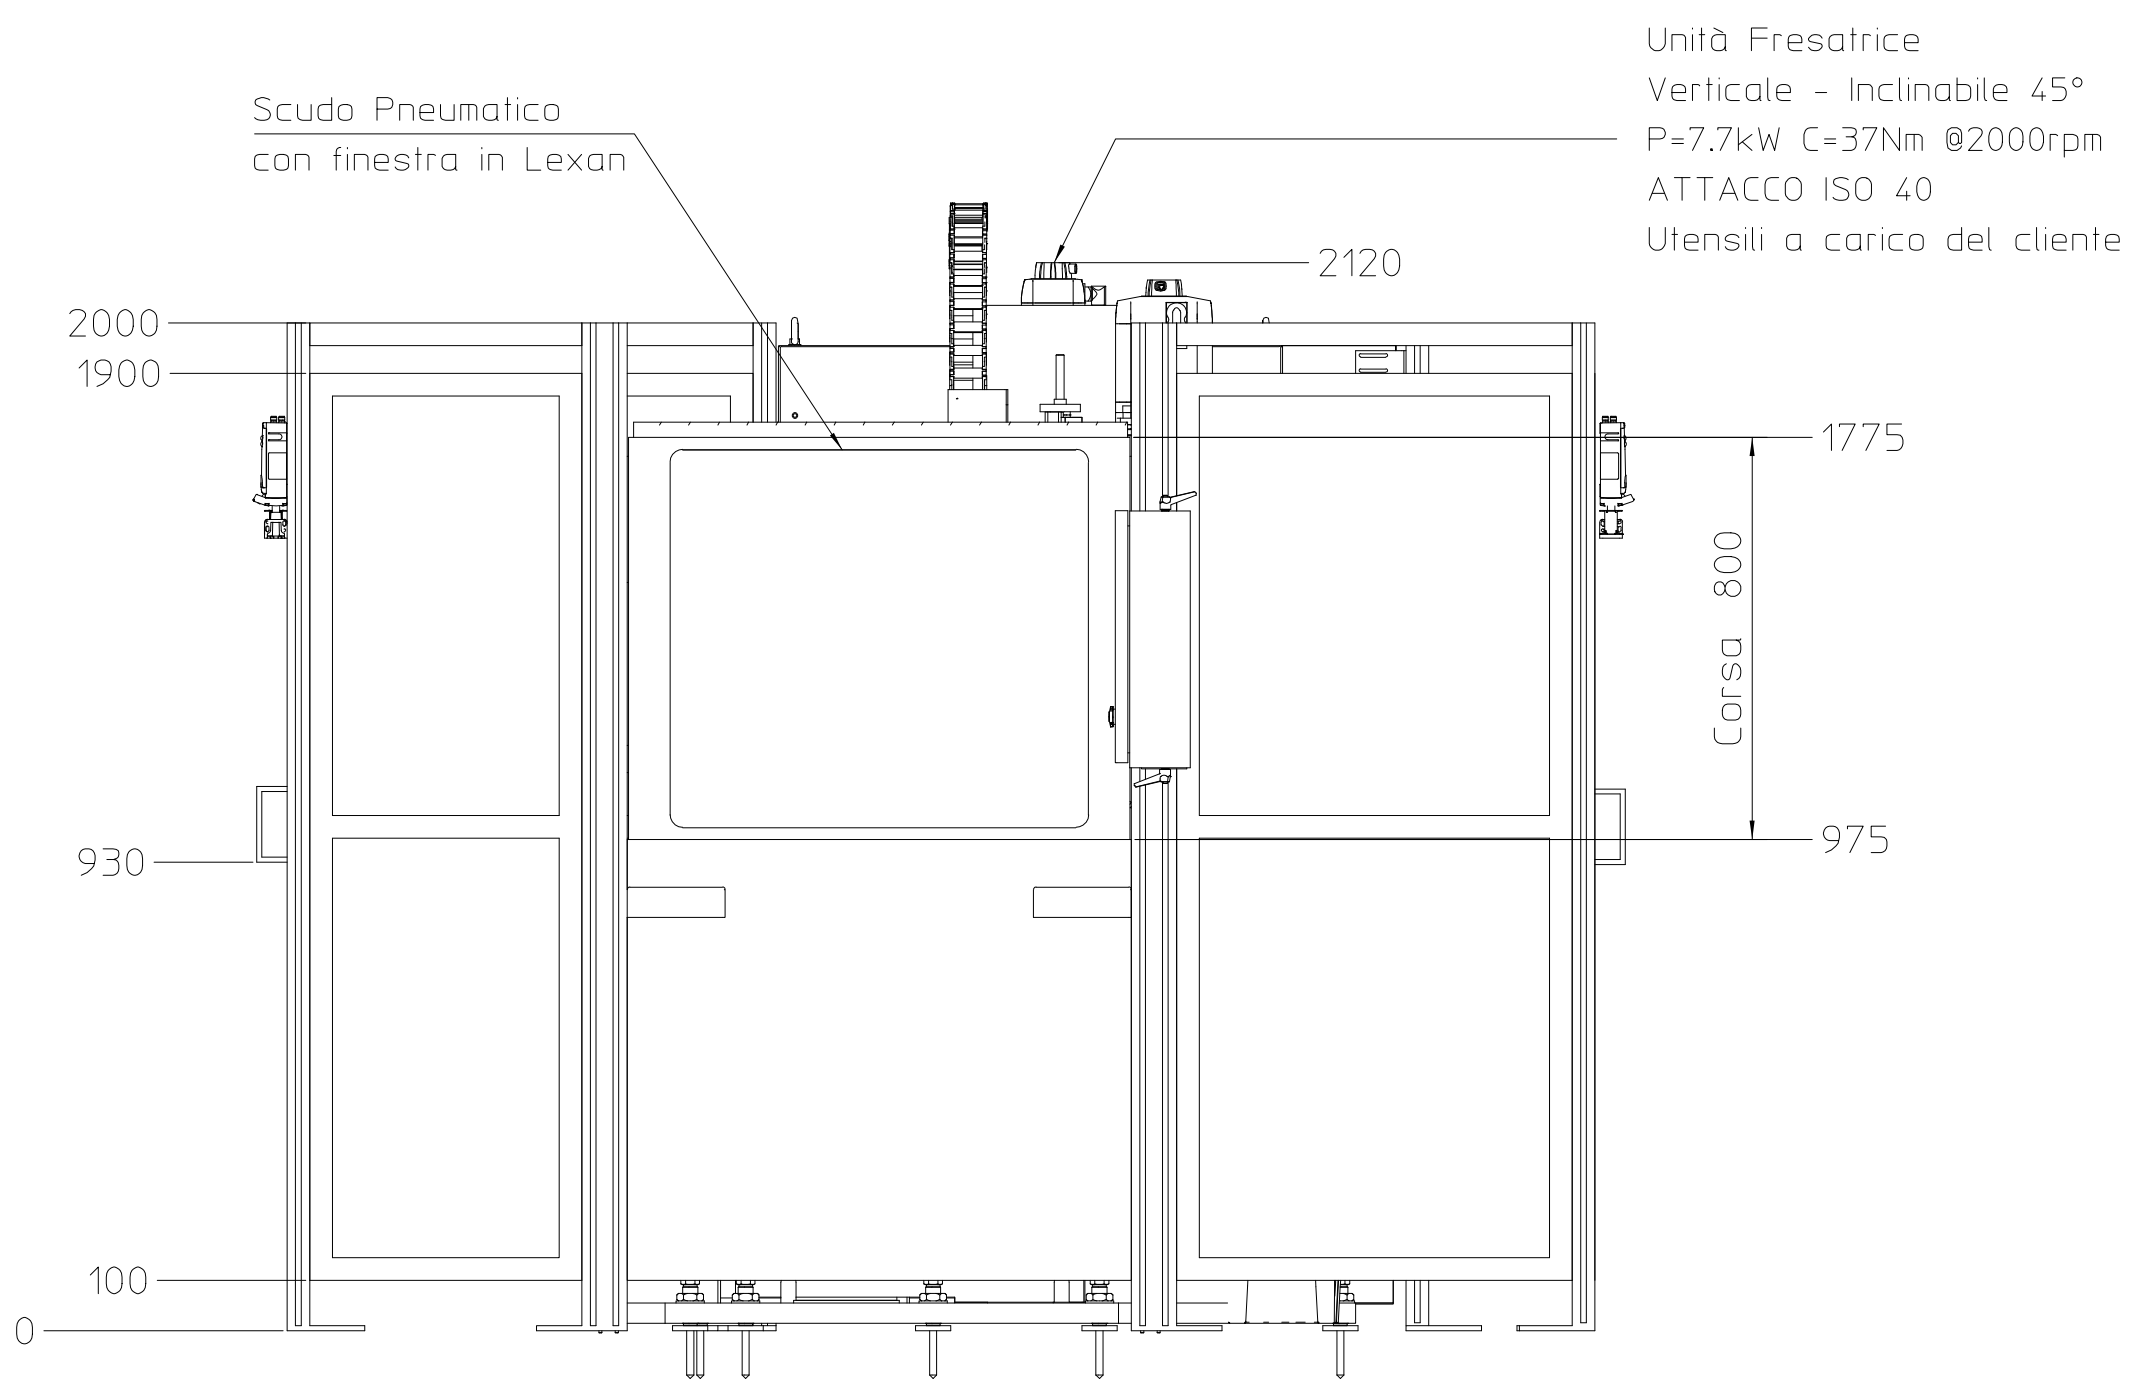 Unità Fresatrice
Verticale - Inclinabile 45°
P=7.7kW C=37Nm @2000rpm
ATTACCO ISO 40
Utensili a carico del cliente
Scudo Pneumatico
con finestra in Lexan
2120
2000
1900
1775
Corsa 800
975
930
100
0